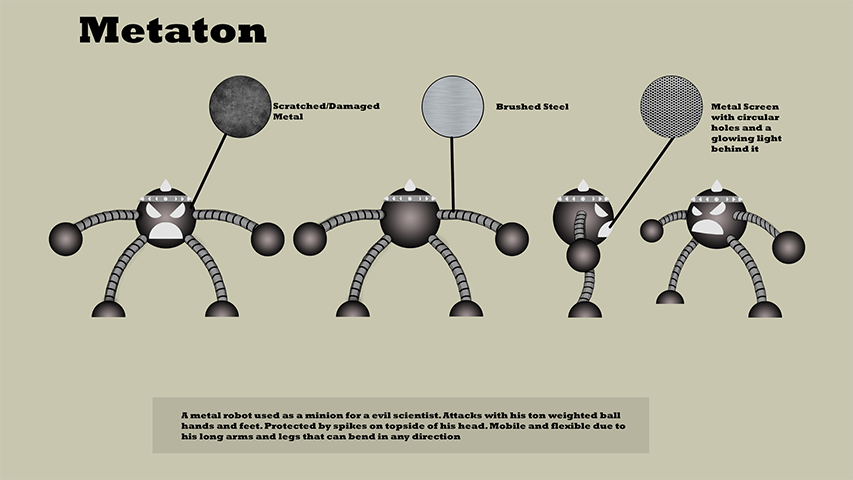 Metaton
Scratched/Damaged
Metal
Brushed Steel
Metal Screen
with circular
holes and a
glowing light
behind it
A metal robot used as a minion for a evil scientist. Attacks with his ton weighted ball
hands and feet. Protected by spikes on topside of his head. Mobile and flexible due to
his long arms and legs that can bend in any direction